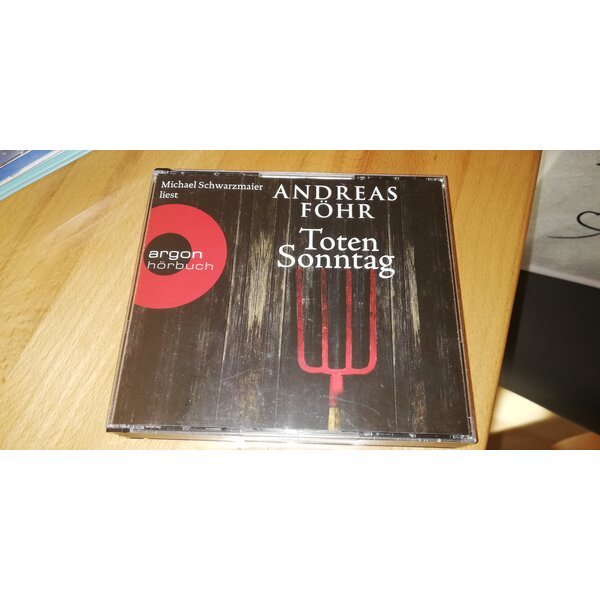 Michael Schwarzmaier
liest
ANDREAS
FÖHR
Toten
Sonntag
argon
hörbuch